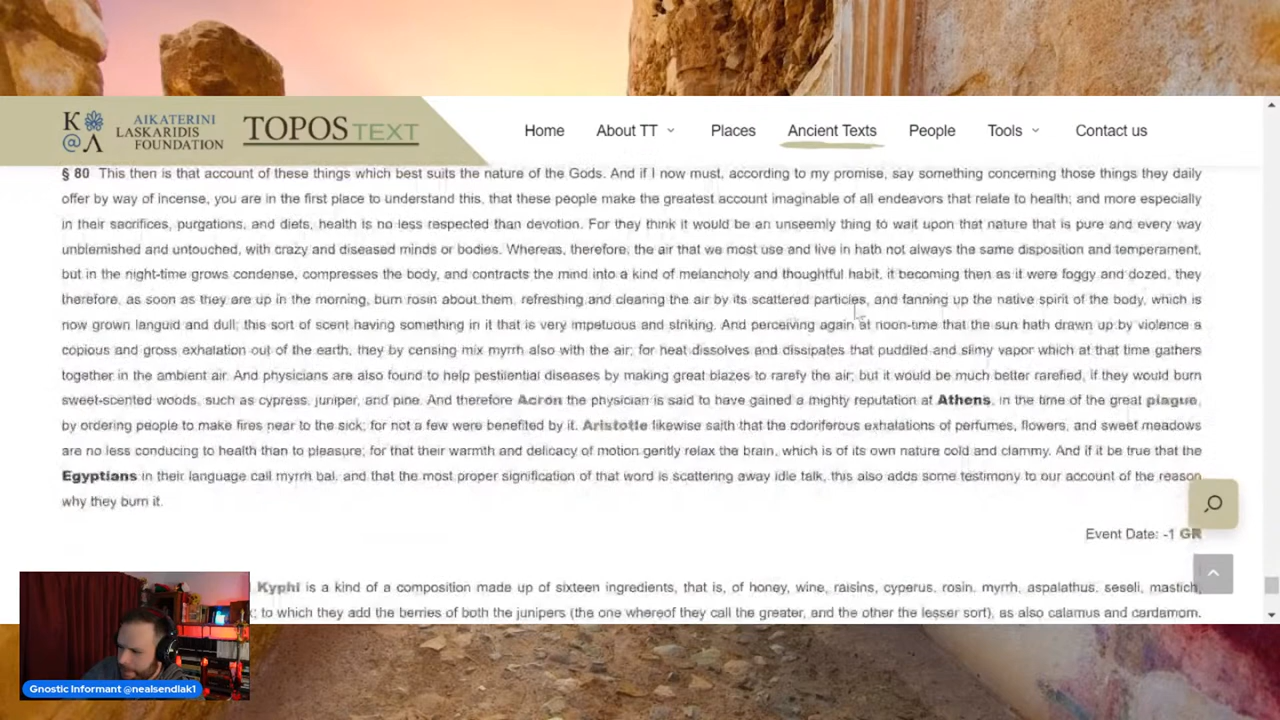 K@Λ
AIKATERINI
LASKARIDIS
FOUNDATION
TOPOS TEXT
Home About TT Places Ancient Texts People Tools Contact us
§ 80 This then is that account of these things which best suits the nature of the Gods. And if I now must, according to my promise, say something concerning those things they daily
offer by way of incense, you are in the first place to understand this, that these people make the greatest account imaginable of all endeavors that relate to health; and more especially
in their sacrifices, purgations, and diets, health is no less respected than devotion. For they think it would be an unseemly thing to wait upon that nature that is pure and every way
unblemished and untouched, with crazy and diseased minds or bodies. Whereas, therefore, the air that we most use and live in hath not always the same disposition and temperament,
but in the night-time grows condense, compresses the body, and contracts the mind into a kind of melancholy and thoughtful habit, it becoming then as it were foggy and dozed, they
therefore, as soon as they are up in the morning, burn rosin about them, refreshing and clearing the air by its scattered particles, and fanning up the native spirit of the body, which is
now grown languid and dull; this sort of scent having something in it that is very impetuous and striking. And perceiving again at noon-time that the sun hath drawn up by violence a
copious and gross exhalation out of the earth, they by censing mix myrrh also with the air; for heat dissolves and dissipates that puddled and slimy vapor which at that time gathers
together in the ambient air. And physicians are also found to help pestilential diseases by making great blazes to rarefy the air; but it would be much better rarefied, if they would burn
sweet-scented woods, such as cypress, juniper, and pine. And therefore Acron the physician is said to have gained a mighty reputation at Athens, in the time of the great plague,
by ordering people to make fires near to the sick; for not a few were benefited by it. Aristotle likewise saith that the odoriferous exhalations of perfumes, flowers, and sweet meadows
are no less conducing to health than to pleasure; for that their warmth and delicacy of motion gently relax the brain, which is of its own nature cold and clammy. And if it be true that the
Egyptians in their language call myrrh bal, and that the most proper signification of that word is scattering away idle talk, this also adds some testimony to our account of the reason
why they burn it.
Event Date: -1 GR
Kyphi is a kind of a composition made up of sixteen ingredients, that is, of honey, wine, raisins, cyperus, rosin, myrrh, aspalathus, seseli, mastich,
; to which they add the berries of both the junipers (the one whereof they call the greater, and the other the lesser sort), as also calamus and cardamom.
Gnostic Informant @nealsendlak1